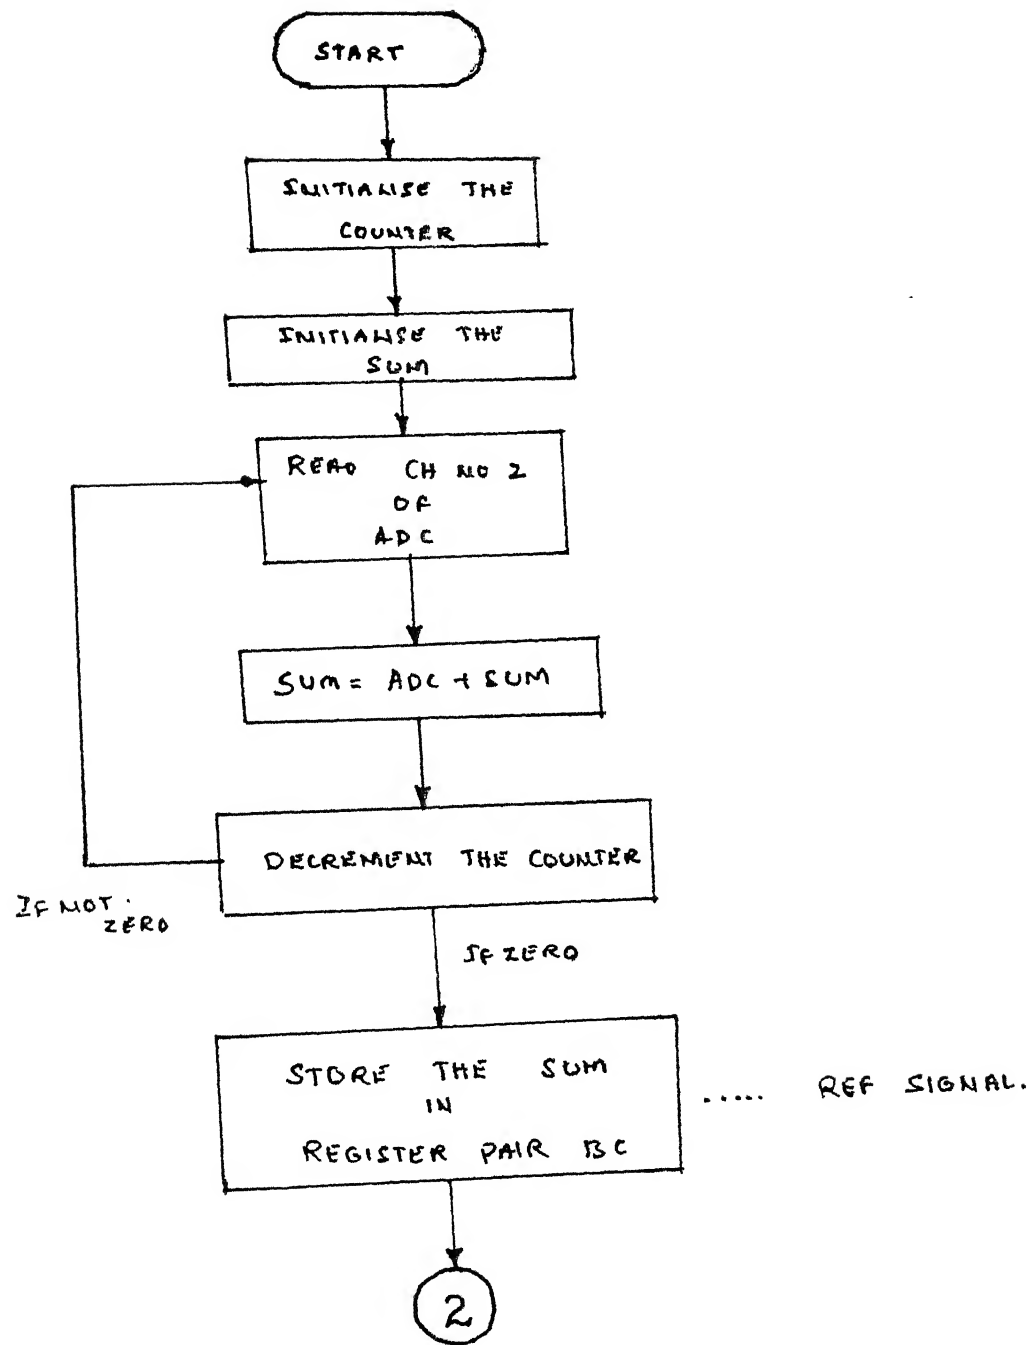 START
INITIALISE THE
COUNTER
INITIALISE THE
SUM
READ CH NO 2
OF
ADC
SUM = ADC + SUM
DECREMENT THE COUNTER
IF NOT.
ZERO
IF ZERO
STORE THE SUM
IN
REGISTER PAIR BC
..... REF SIGNAL.
2